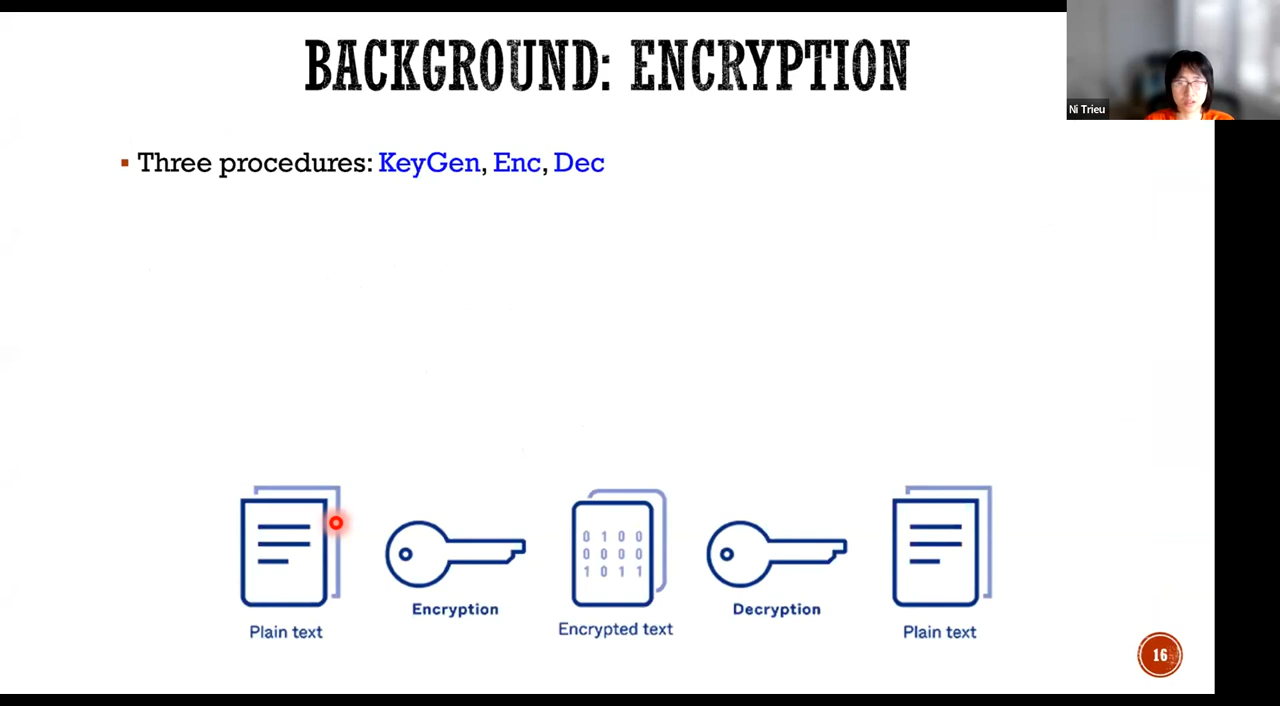 BACKGROUND: ENCRYPTION
Ni Trieu
▪ Three procedures: KeyGen, Enc, Dec
0 1 0 0
0 0 0 0
1 0 1 1
Encryption
Decryption
Plain text
Encrypted text
Plain text
16